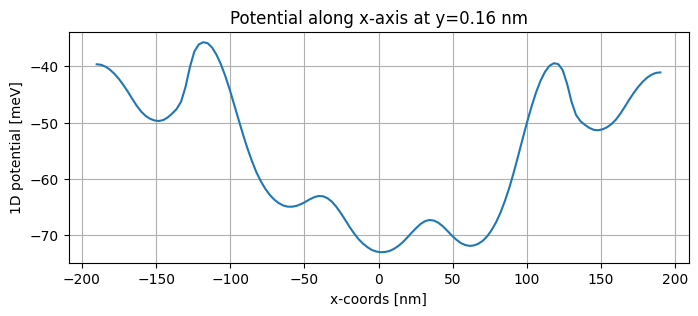 Potential along x-axis at y=0.16 nm
1D potential [meV]
−40
−50
−60
−70
−200 −150 −100 −50 0 50 100 150 200
x-coords [nm]